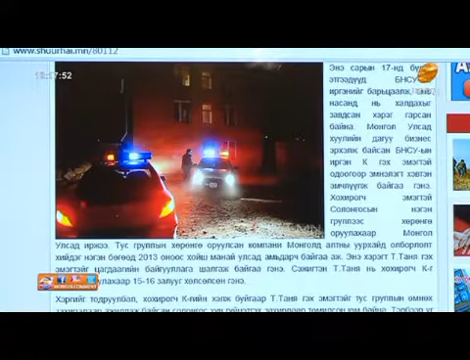 www.shuurhai.mn/80112
17:52
Энэ сарын 17-нд
этгээдүүд БНСУ-
иргэнийг барьцаалж,
насанд нь халдахыг
завдсан хэрэг гарсан
байна. Монгол Улсад
хуулийн дагуу бизнес
эрхэлж байсан БНСУ-ын
иргэн К гэх эмэгтэй
одоогоор эмнэлэгт хэвтэн
эмчлүүлж байгаа гэнэ.
Хохирогч эмэгтэй
Солонгосын нэгэн
группээс хөрөнгө
оруулахаар Монгол
Улсад иржээ. Тус группын хөрөнгө оруулсан компани Монголд алтны уурхайд олборлолт
хийдэг нэгэн бөгөөд 2013 оноос хойш манай улсад амьдарч байгаа аж. Энэ хэрэгт Т.Таня гэх
эмэгтэйг цагдаагийн байгууллага шалгаж байгаа гэнэ. Сэжигтэн Т.Таня нь хохирогч К-г
15-16 залууг хөлсөлсөн гэнэ.
Хэргийг тодруулбал, хохирогч К-гийн хэлж буйгаар Т.Таня гэх эмэгтэй тус группын өмнөх